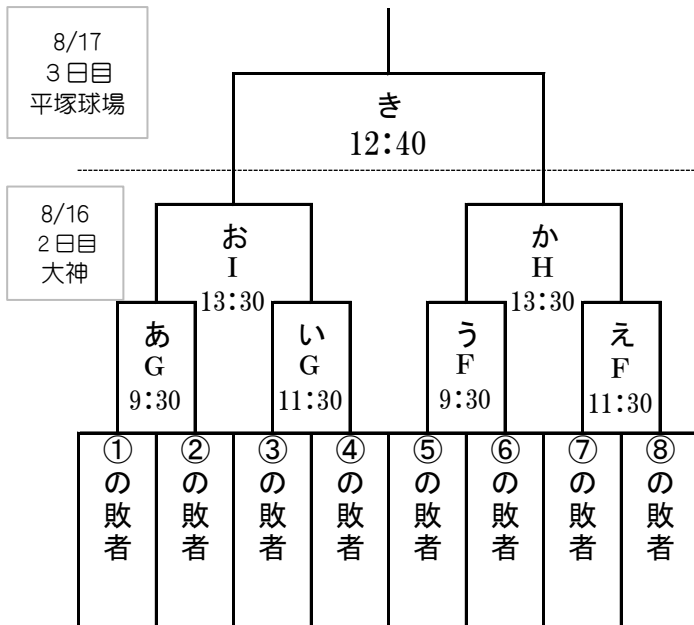 8/17
3日目
平塚球場
き
12:40
8/16
2日目
大神
お
I
13:30
か
H
13:30
あ
G
9:30
い
G
11:30
う
F
9:30
え
F
11:30
①の敗者
②の敗者
③の敗者
④の敗者
⑤の敗者
⑥の敗者
⑦の敗者
⑧の敗者